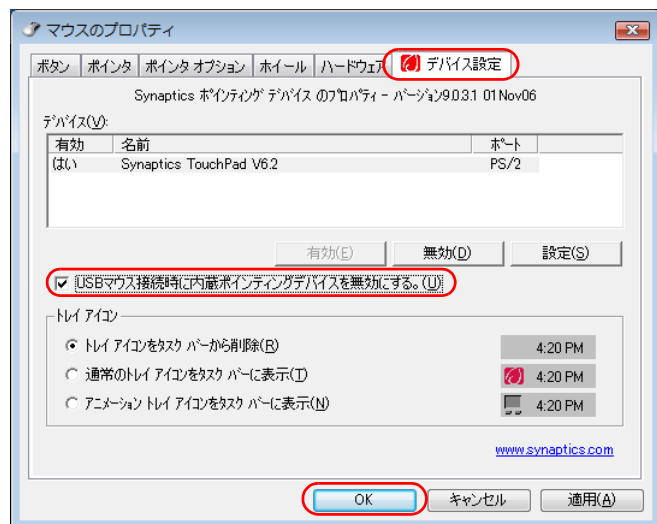 マウスのプロパティ
ボタン ポインタ ポインタ オプション ホイール ハードウェア デバイス設定
Synaptics ポインティング デバイス のプロパティ - バージョン9.0.3.1 01Nov06
デバイス(V):
有効 名前 ポート
はい Synaptics TouchPad V6.2 PS/2
有効(E) 無効(D) 設定(S)
USBマウス接続時に内蔵ポインティングデバイスを無効にする。(U)
トレイ アイコン
トレイ アイコンをタスク バーから削除(R) 4:20 PM
通常のトレイ アイコンをタスク バーに表示(T) 4:20 PM
アニメーション トレイ アイコンをタスク バーに表示(N) 4:20 PM
www.synaptics.com
OK キャンセル 適用(A)